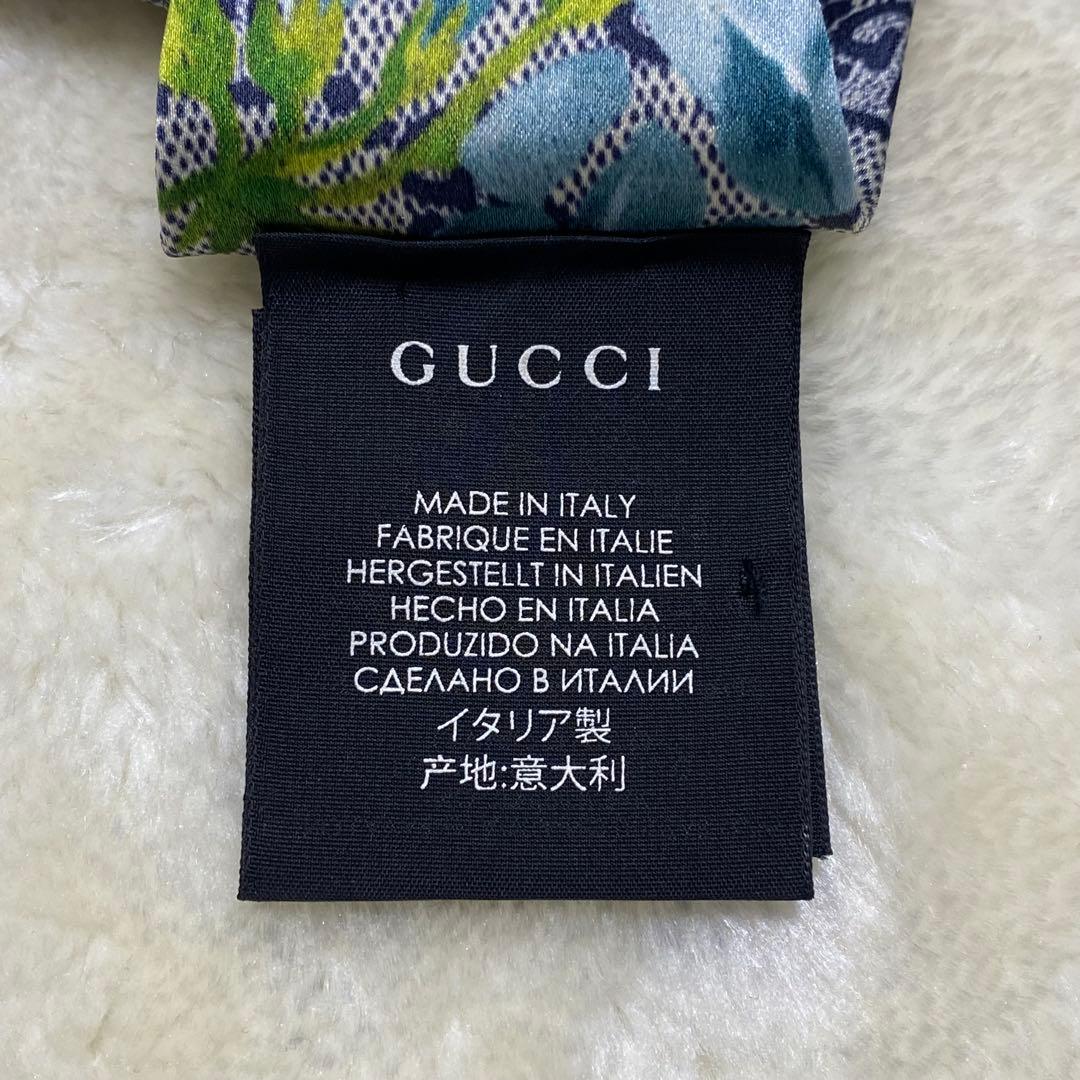 GUCCI
MADE IN ITALY
FABRIQUE EN ITALIE
HERGESTELLT IN ITALIEN
HECHO EN ITALIA
PRODUZIDO NA ITALIA
СДЕЛАНО В ИТАЛИИ
イタリア製
产地:意大利